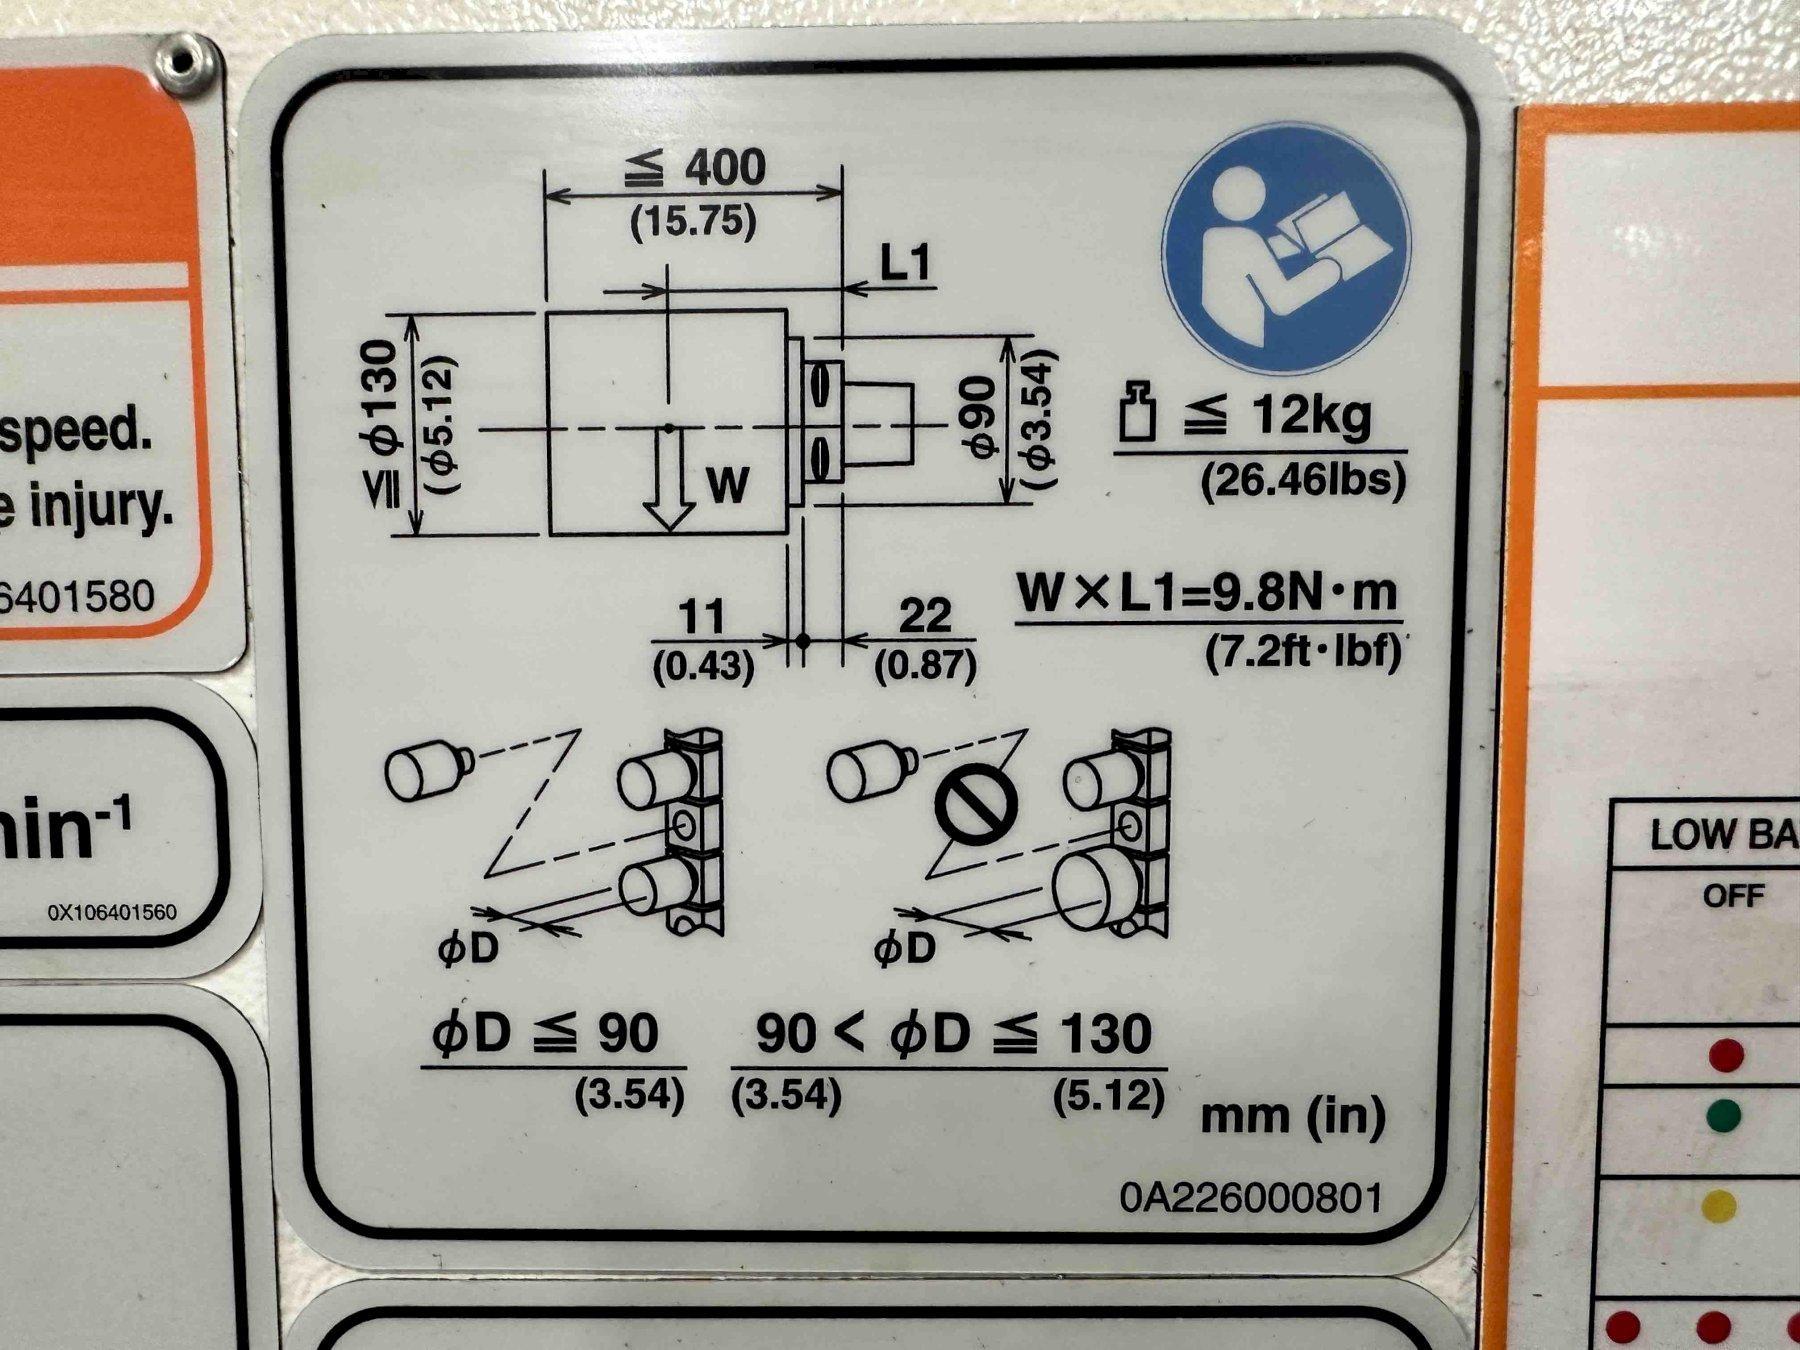 speed.
injury.
6401580
min-1
0X106401560
≦ 400
(15.75)
L1
≦ ϕ130
(ϕ5.12)
W
ϕ90
(ϕ3.54)
≦ 12kg
(26.46lbs)
W×L1=9.8N·m
(7.2ft·lbf)
11
(0.43)
22
(0.87)
ϕD
ϕD
ϕD ≦ 90
(3.54)
90 < ϕD ≦ 130
(3.54) (5.12)
mm (in)
0A226000801
LOW BA
OFF